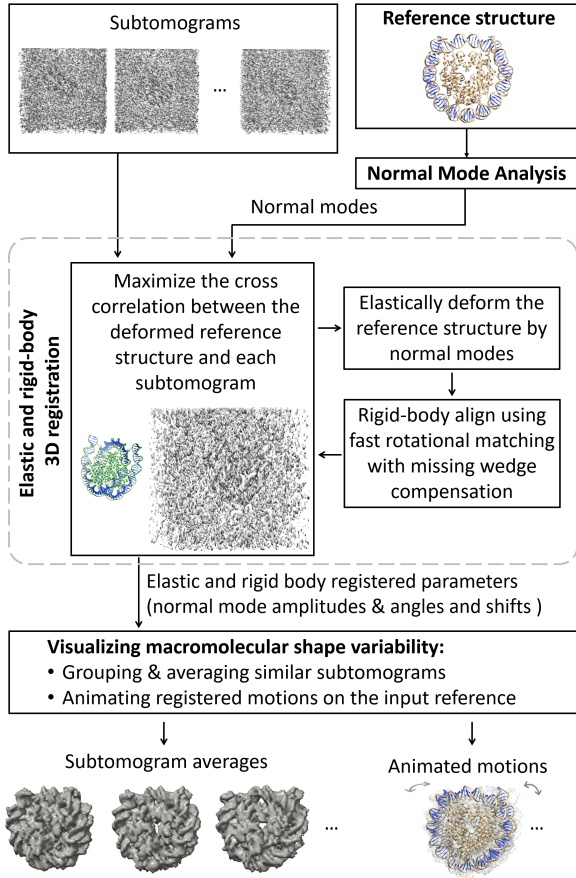 Subtomograms
...
Reference structure
Normal Mode Analysis
Normal modes
Elastic and rigid-body
3D registration
Maximize the cross
correlation between the
deformed reference
structure and each
subtomogram
Elastically deform the
reference structure by
normal modes
Rigid-body align using
fast rotational matching
with missing wedge
compensation
Elastic and rigid body registered parameters
(normal mode amplitudes & angles and shifts )
Visualizing macromolecular shape variability:
• Grouping & averaging similar subtomograms
• Animating registered motions on the input reference
Subtomogram averages
...
Animated motions
...